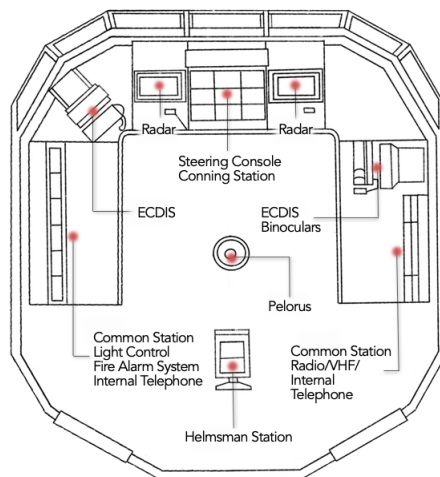 Radar
Radar
Steering Console
Conning Station
ECDIS
ECDIS
Binoculars
Pelorus
Common Station
Light Control
Fire Alarm System
Internal Telephone
Common Station
Radio/VHF/
Internal
Telephone
Helmsman Station